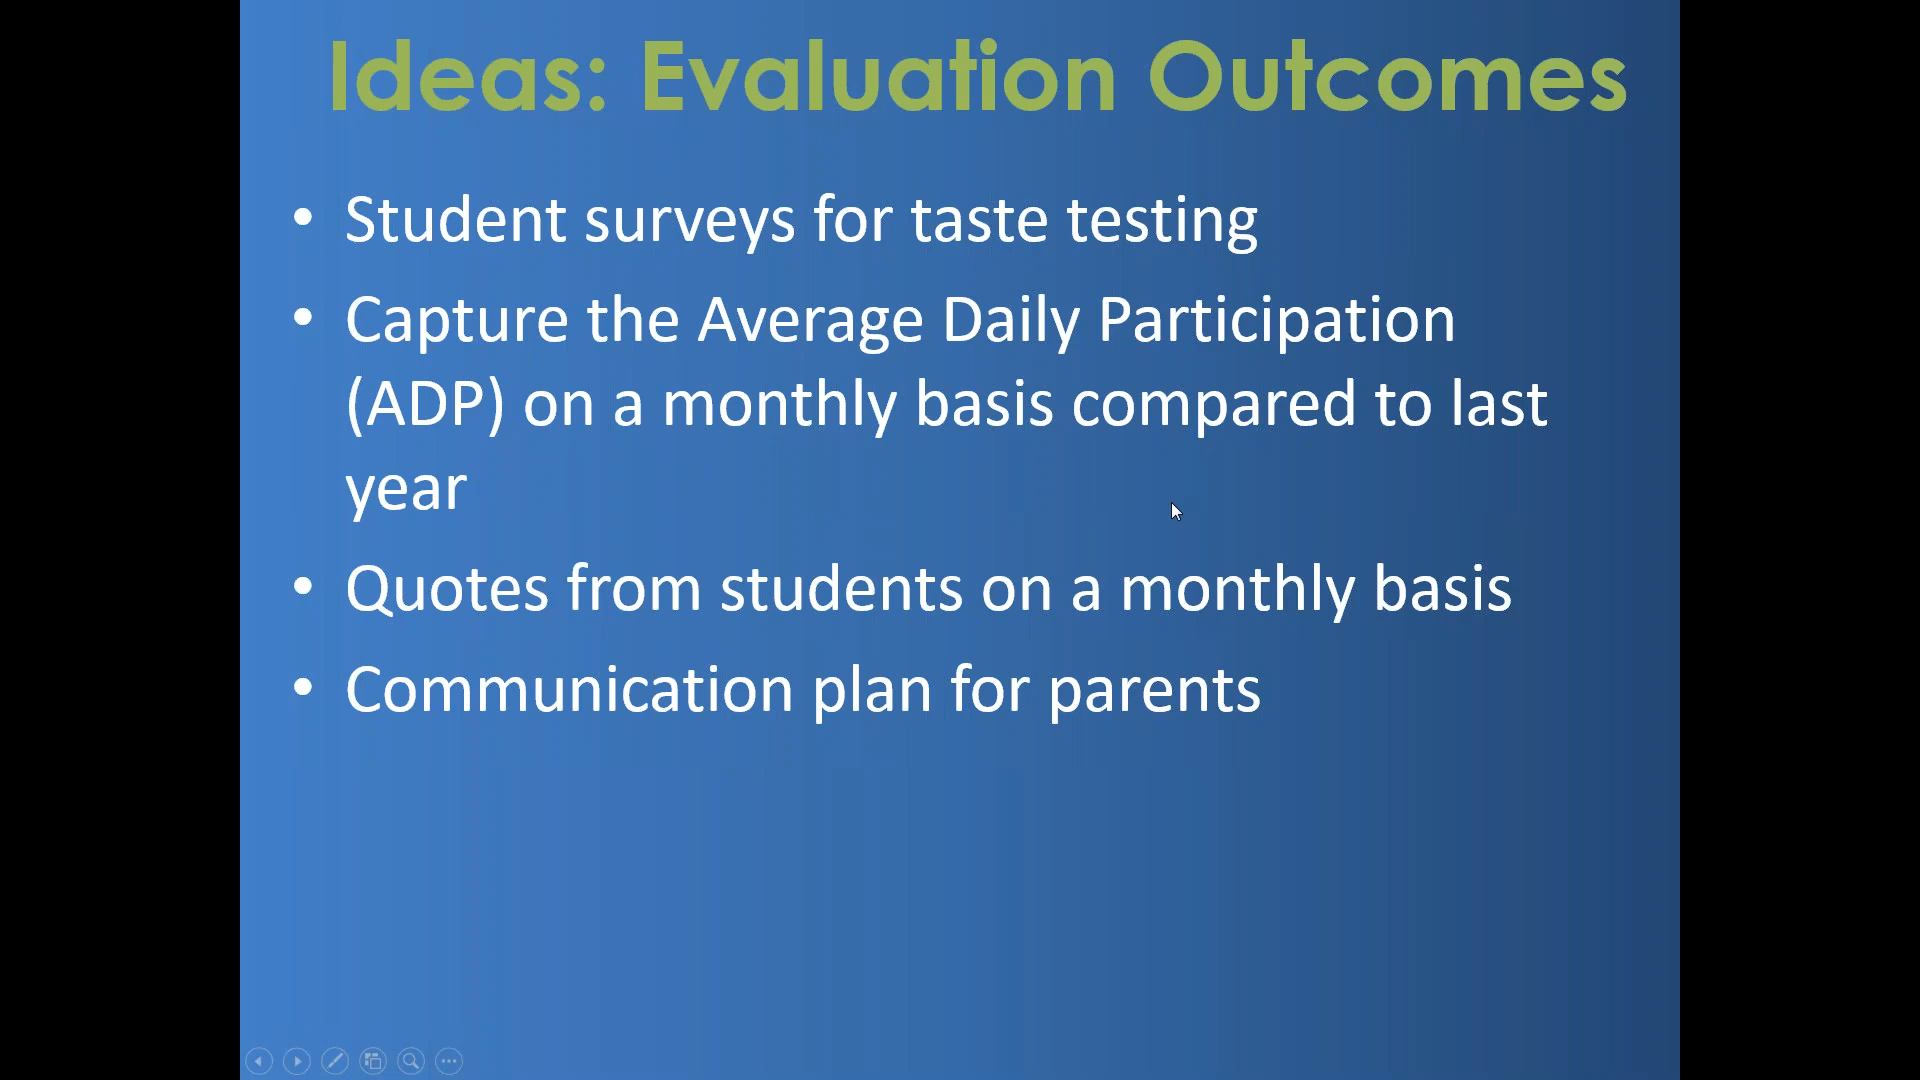 Ideas: Evaluation Outcomes
• Student surveys for taste testing
• Capture the Average Daily Participation
(ADP) on a monthly basis compared to last
year
• Quotes from students on a monthly basis
• Communication plan for parents